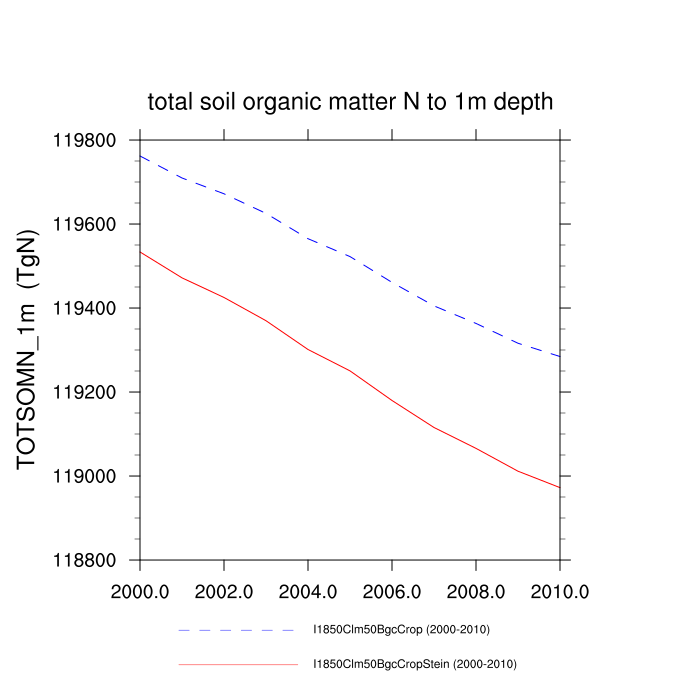 total soil organic matter N to 1m depth
TOTSOMN_1m (TgN)
119800
119600
119400
119200
119000
118800
2000.0 2002.0 2004.0 2006.0 2008.0 2010.0
I1850Clm50BgcCrop (2000-2010)
I1850Clm50BgcCropStein (2000-2010)